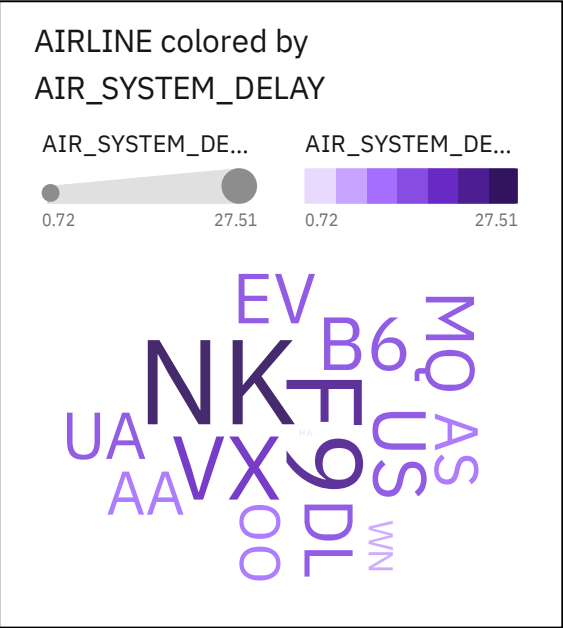 AIRLINE colored by
AIR_SYSTEM_DELAY
AIR_SYSTEM_DE...
AIR_SYSTEM_DE...
0.72
27.51
0.72
27.51
EV
MQ
B6
NK
F9
HA
UA
US
AS
VX
AA
OO
DL
WN